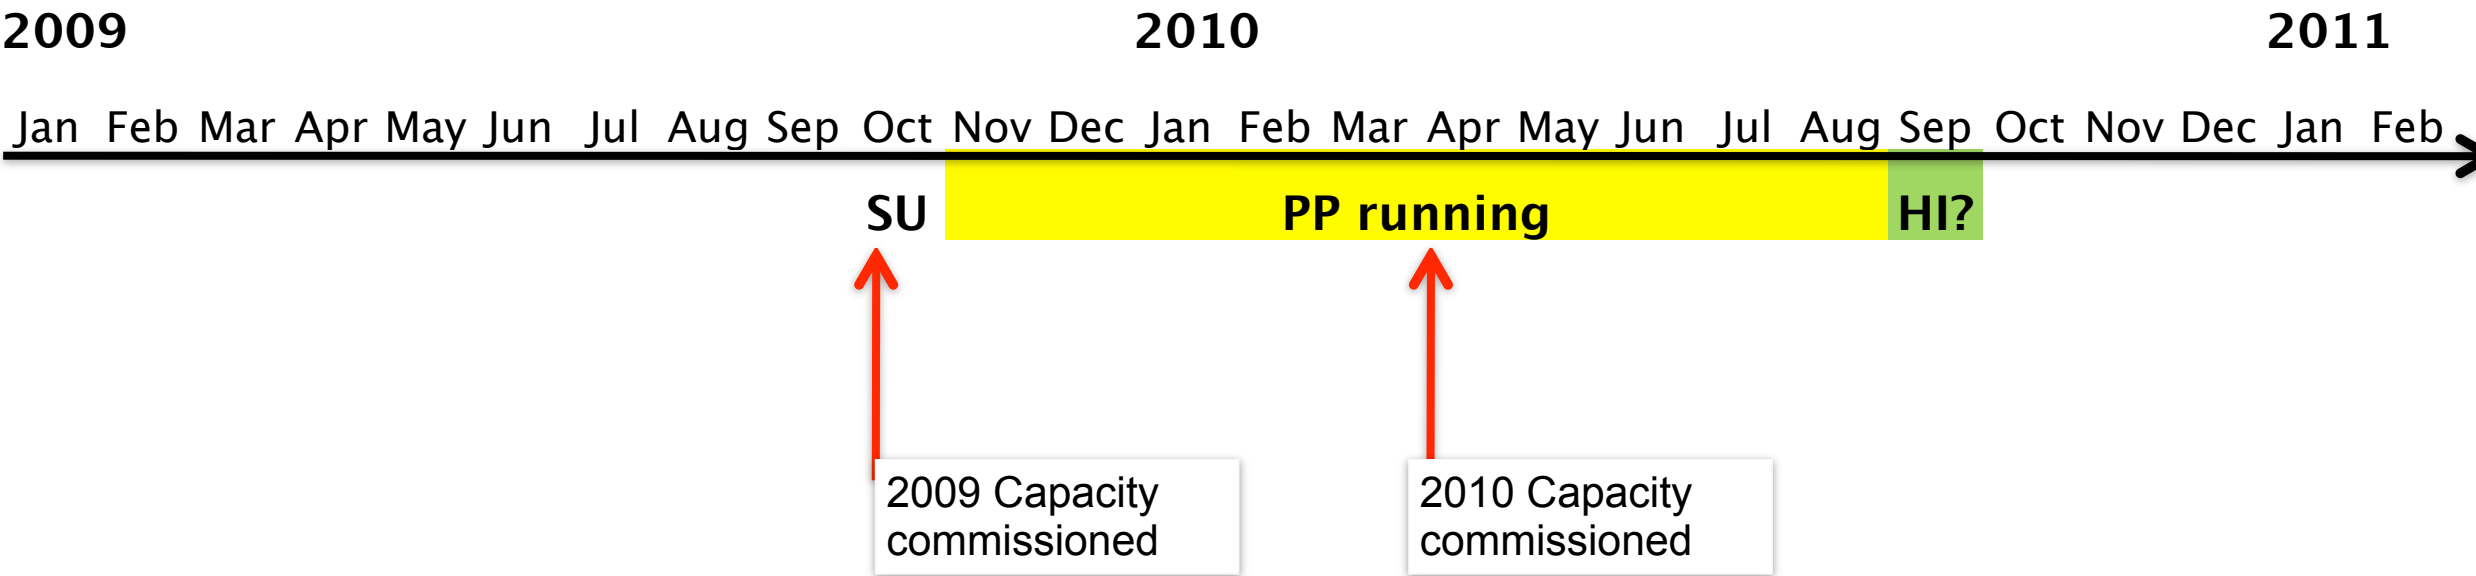 2009 2010 2011
Jan Feb Mar Apr May Jun Jul Aug Sep Oct Nov Dec Jan Feb Mar Apr May Jun Jul Aug Sep Oct Nov Dec Jan Feb
SU PP running HI?
2009 Capacity
commissioned
2010 Capacity
commissioned